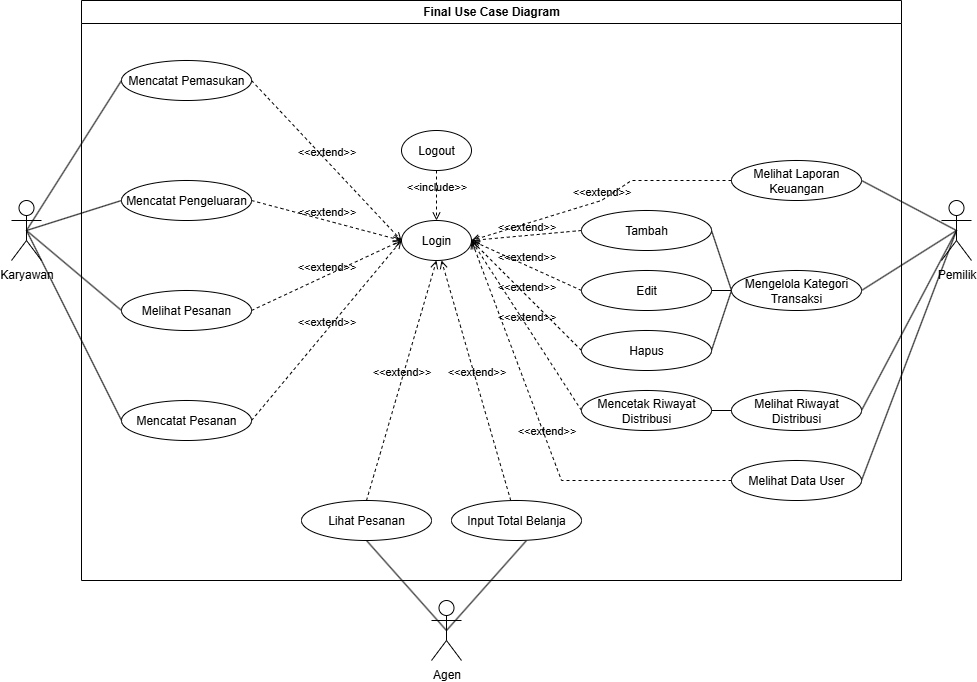 Final Use Case Diagram
Mencatat Pemasukan
<<extend>>
Logout
<<include>>
Melihat Laporan
Keuangan
<<extend>>
Mencatat Pengeluaran
<<extend>>
Login
<<extend>>
Tambah
Karyawan
Pemilik
<<extend>>
<<extend>>
Edit
Mengelola Kategori
Transaksi
Melihat Pesanan
<<extend>>
<<extend>>
<<extend>>
Hapus
<<extend>>
<<extend>>
Mencatat Pesanan
Mencetak Riwayat
Distribusi
Melihat Riwayat
Distribusi
<<extend>>
Melihat Data User
Lihat Pesanan
Input Total Belanja
Agen